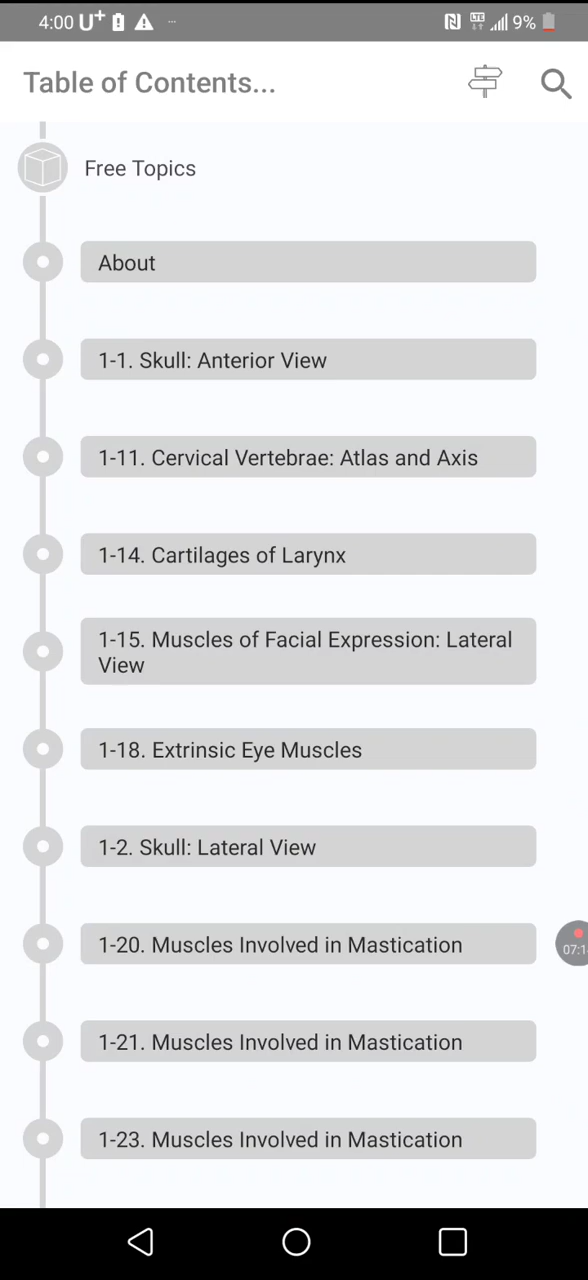 4:00 U+ LTE 9%
Table of Contents...
Free Topics
About
1-1. Skull: Anterior View
1-11. Cervical Vertebrae: Atlas and Axis
1-14. Cartilages of Larynx
1-15. Muscles of Facial Expression: Lateral
View
1-18. Extrinsic Eye Muscles
1-2. Skull: Lateral View
1-20. Muscles Involved in Mastication
07:1
1-21. Muscles Involved in Mastication
1-23. Muscles Involved in Mastication